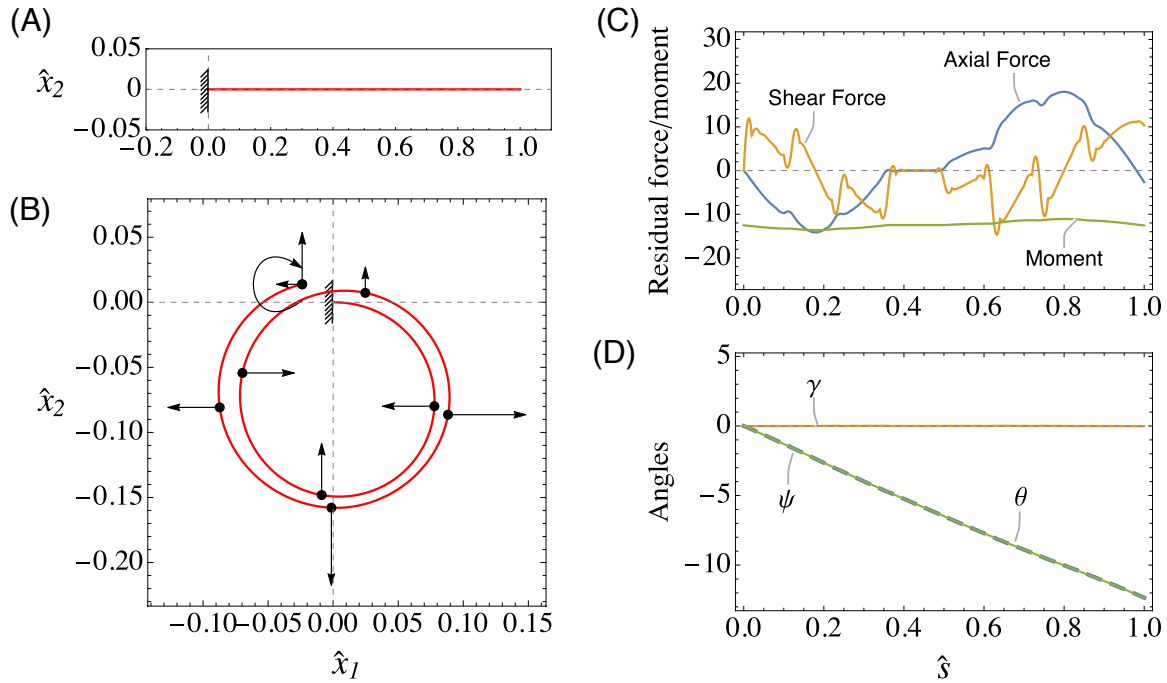 (A)
0.05
0
−0.05
x̂2
−0.2 0.0 0.2 0.4 0.6 0.8 1.0
(B)
0.05
0.00
−0.05
−0.10
−0.15
−0.20
x̂2
−0.10 −0.05 0.00 0.05 0.10 0.15
x̂1
(C)
30
20
10
0
−10
−20
Residual force/moment
Axial Force
Shear Force
Moment
0.0 0.2 0.4 0.6 0.8 1.0
(D)
5
0
−5
−10
Angles
γ
ψ
θ
0.0 0.2 0.4 0.6 0.8 1.0
ŝ